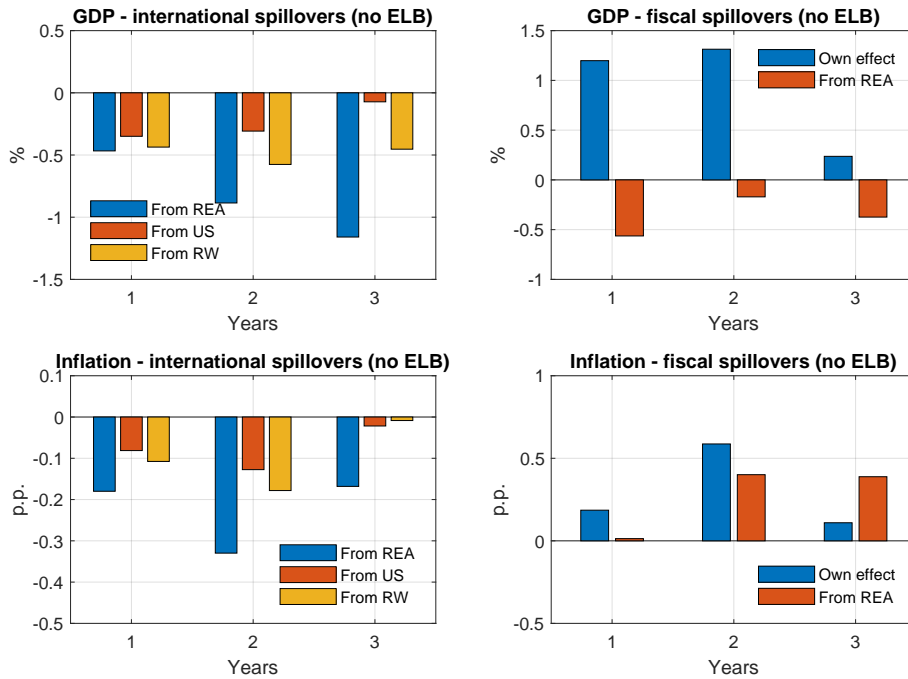 GDP - international spillovers (no ELB)
0.5
0
-0.5
-1
-1.5
%
From REA
From US
From RW
1 2 3
Years
GDP - fiscal spillovers (no ELB)
1.5
1
0.5
0
-0.5
-1
%
Own effect
From REA
1 2 3
Years
Inflation - international spillovers (no ELB)
0.1
0
-0.1
-0.2
-0.3
-0.4
-0.5
p.p.
From REA
From US
From RW
1 2 3
Years
Inflation - fiscal spillovers (no ELB)
1
0.5
0
-0.5
p.p.
Own effect
From REA
1 2 3
Years